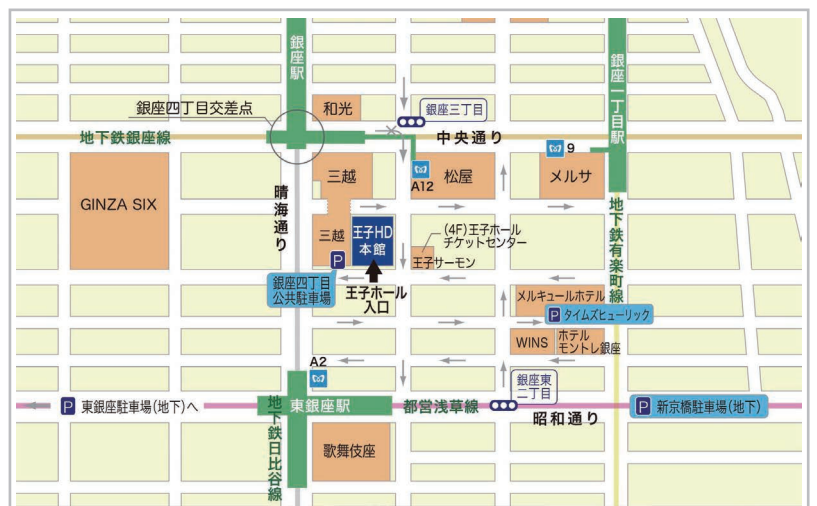 銀座駅
銀座一丁目駅
銀座四丁目交差点
和光
銀座三丁目
地下鉄銀座線
中央通り
9
A12
三越
松屋
メルサ
GINZA SIX
晴海通り
三越
王子HD
本館
(4F)王子ホール
チケットセンター
王子サーモン
地下鉄有楽町線
P
銀座四丁目
公共駐車場
王子ホール
入口
メルキュールホテル
P タイムズヒューリック
WINS
ホテル
モントレ銀座
A2
銀座東
二丁目
P 東銀座駐車場(地下)へ
東銀座駅
都営浅草線
昭和通り
P 新京橋駐車場(地下)
地下鉄日比谷線
歌舞伎座